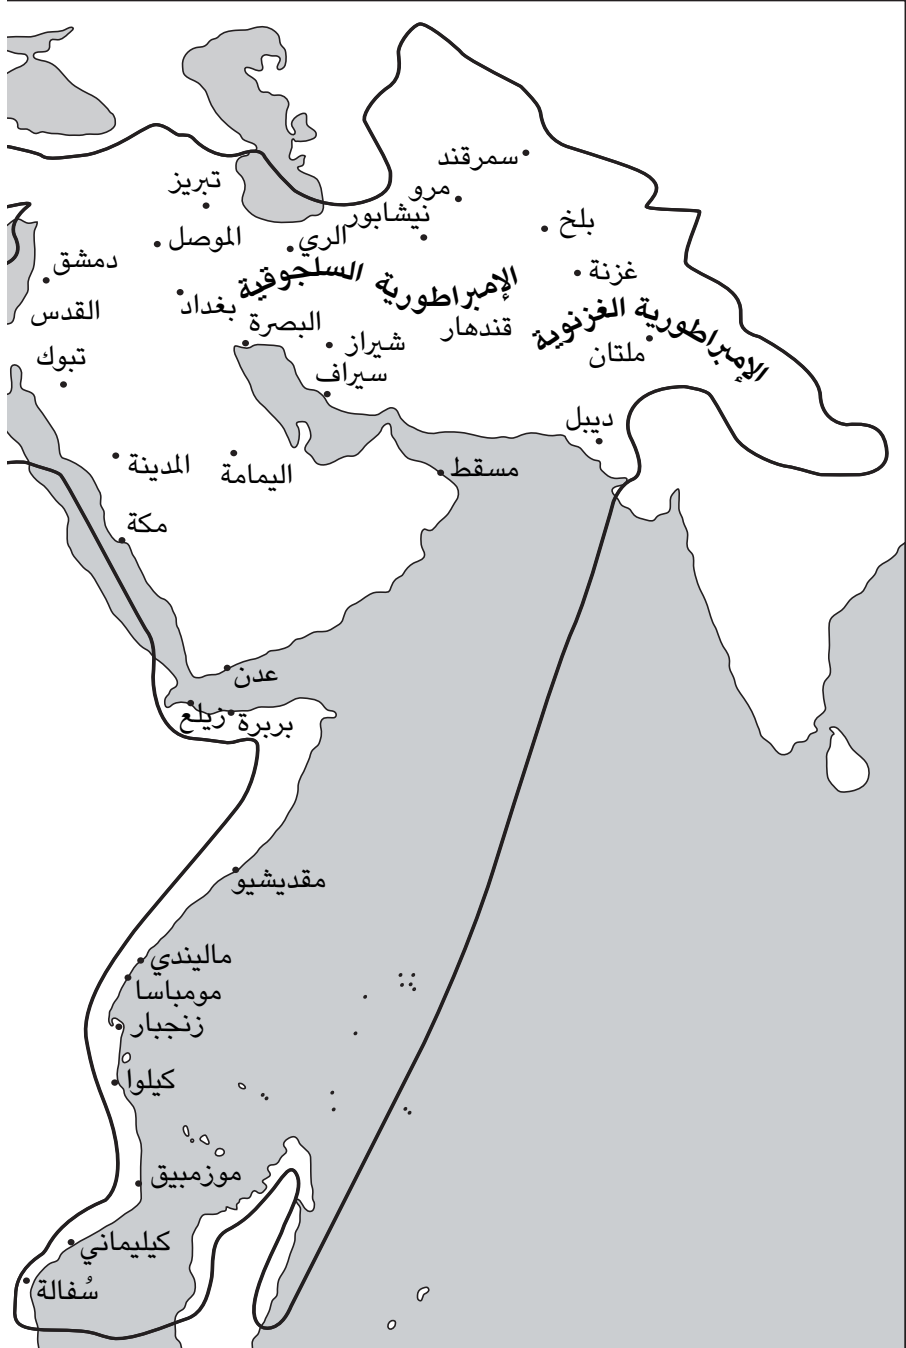 سمرقند
تبريز
مرو
نيشابور
بلخ
الموصل
الري
دمشق
غزنة
الإمبراطورية السلجوقية
القدس
بغداد
البصرة
قندهار
الإمبراطورية الغزنوية
تبوك
شيراز
ملتان
سيراف
ديبل
المدينة
اليمامة
مسقط
مكة
عدن
زيلع
بربرة
مقديشيو
ماليندي
مومباسا
زنجبار
كيلوا
موزمبيق
كيليماني
سُفالة